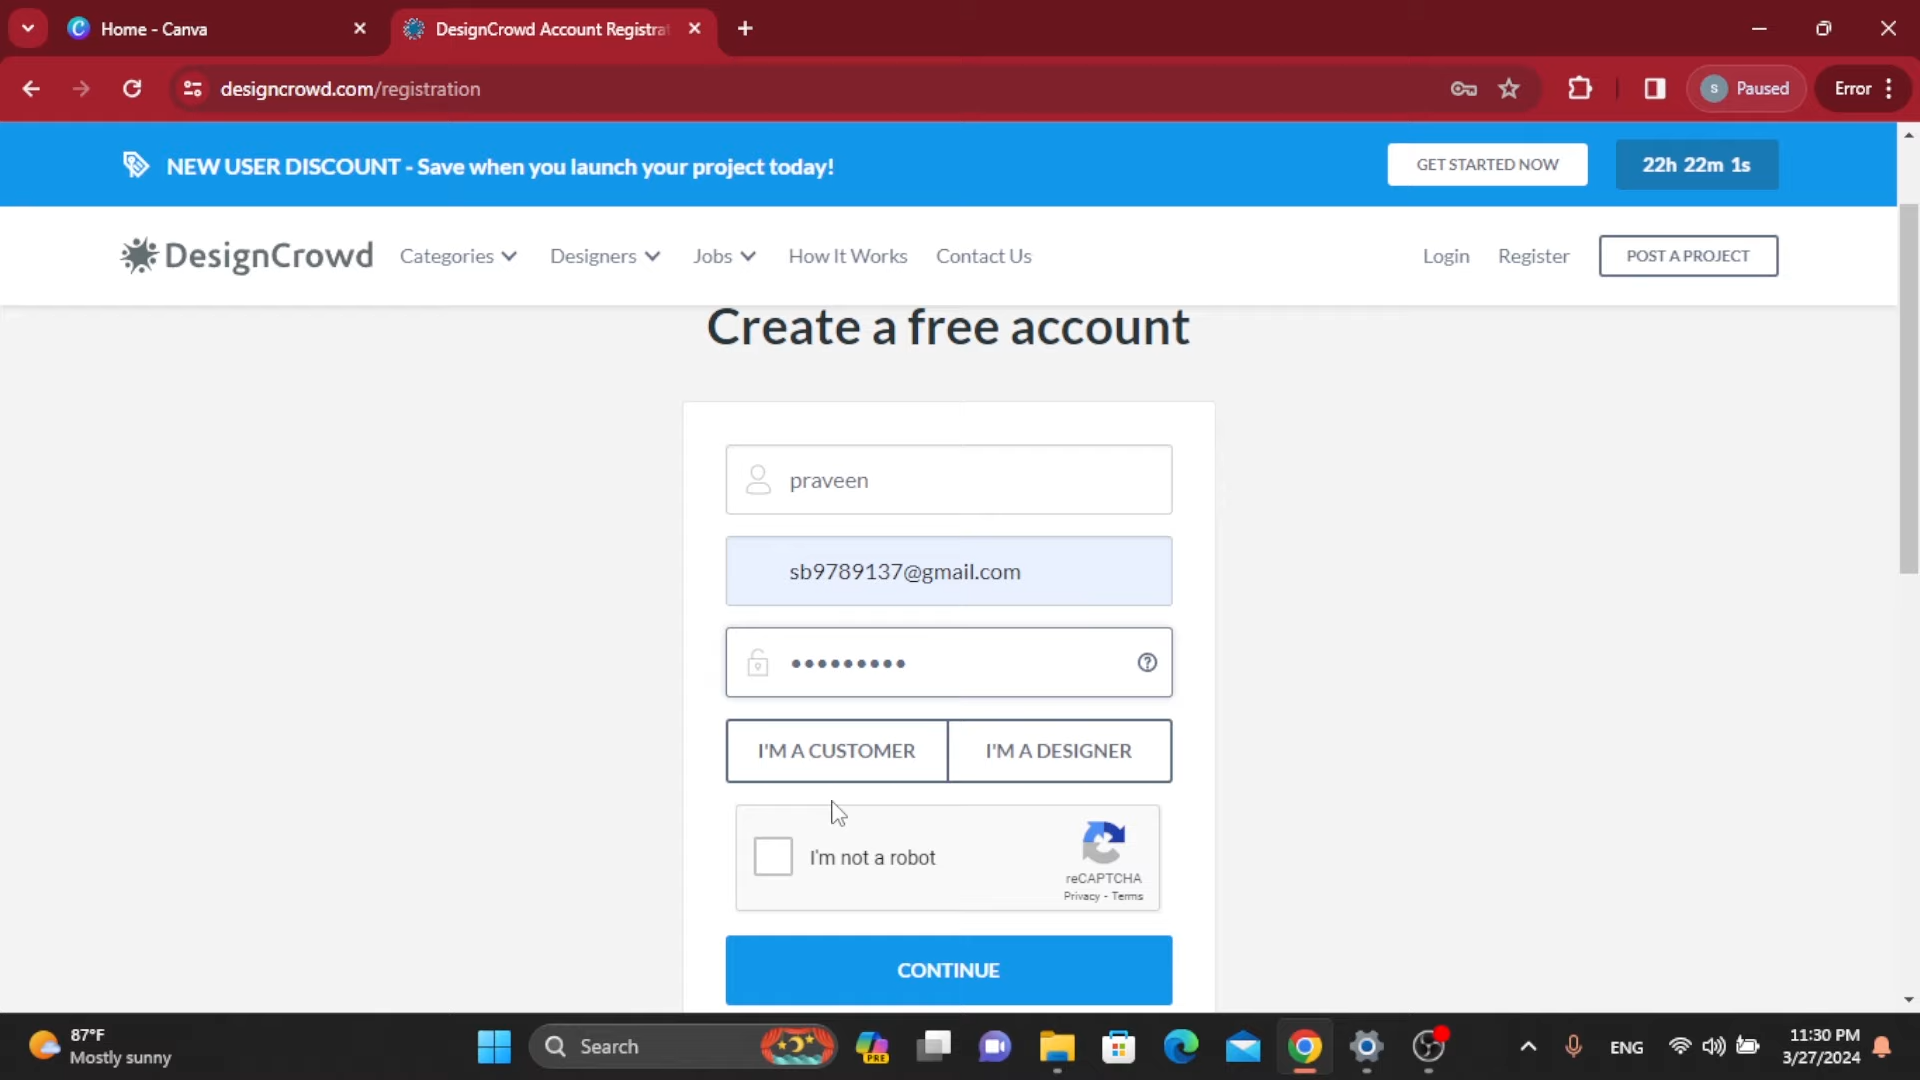 Home - Canva
DesignCrowd Account Registra
designcrowd.com/registration
s Paused
Error
NEW USER DISCOUNT - Save when you launch your project today!
GET STARTED NOW
22h 22m 1s
DesignCrowd
Categories
Designers
Jobs
How It Works
Contact Us
Login
Register
POST A PROJECT
Create a free account
praveen
sb9789137@gmail.com
I'M A CUSTOMER
I'M A DESIGNER
I'm not a robot
reCAPTCHA
Privacy - Terms
CONTINUE
87°F
Mostly sunny
Search
PRE
ENG
11:30 PM
3/27/2024